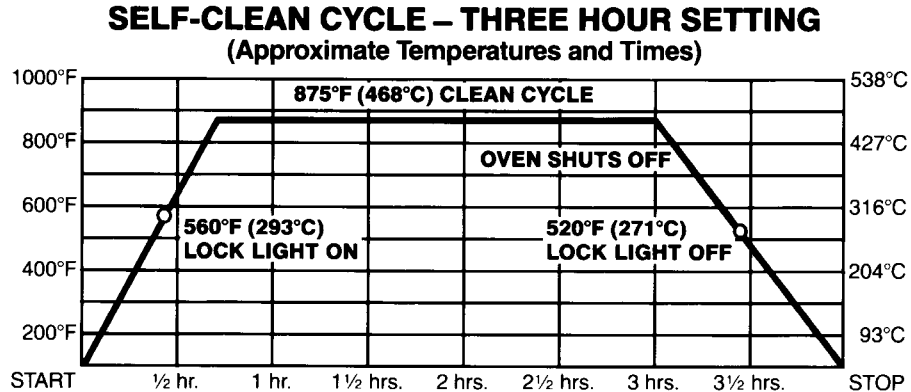 SELF-CLEAN CYCLE – THREE HOUR SETTING
(Approximate Temperatures and Times)
1000°F 538°C
875°F (468°C) CLEAN CYCLE
800°F 427°C
OVEN SHUTS OFF
600°F 316°C
560°F (293°C) 520°F (271°C)
LOCK LIGHT ON LOCK LIGHT OFF
400°F 204°C
200°F 93°C
START ½ hr. 1 hr. 1½ hrs. 2 hr. 2½ hrs. 3 hrs. 3½ hrs. STOP